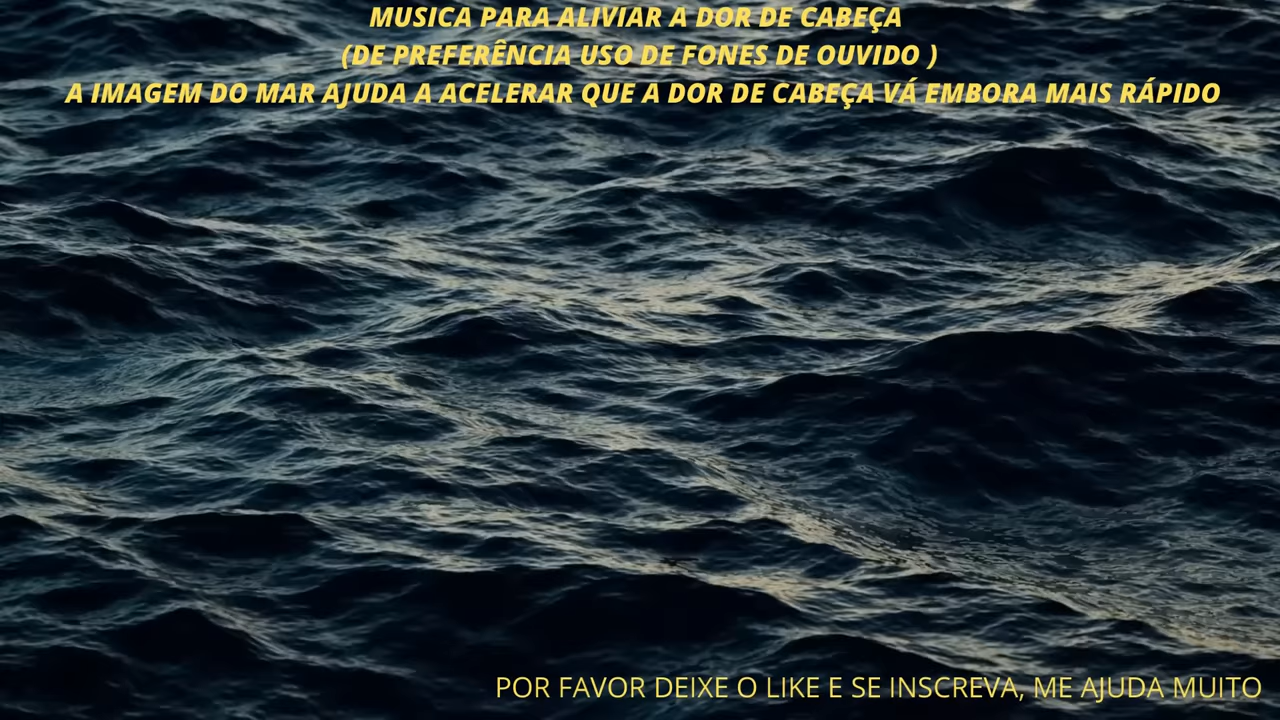 MUSICA PARA ALIVIAR A DOR DE CABEÇA
(DE PREFERÊNCIA USO DE FONES DE OUVIDO )
A IMAGEM DO MAR AJUDA A ACELERAR QUE A DOR DE CABEÇA VÁ EMBORA MAIS RÁPIDO
POR FAVOR DEIXE O LIKE E SE INSCREVA, ME AJUDA MUITO